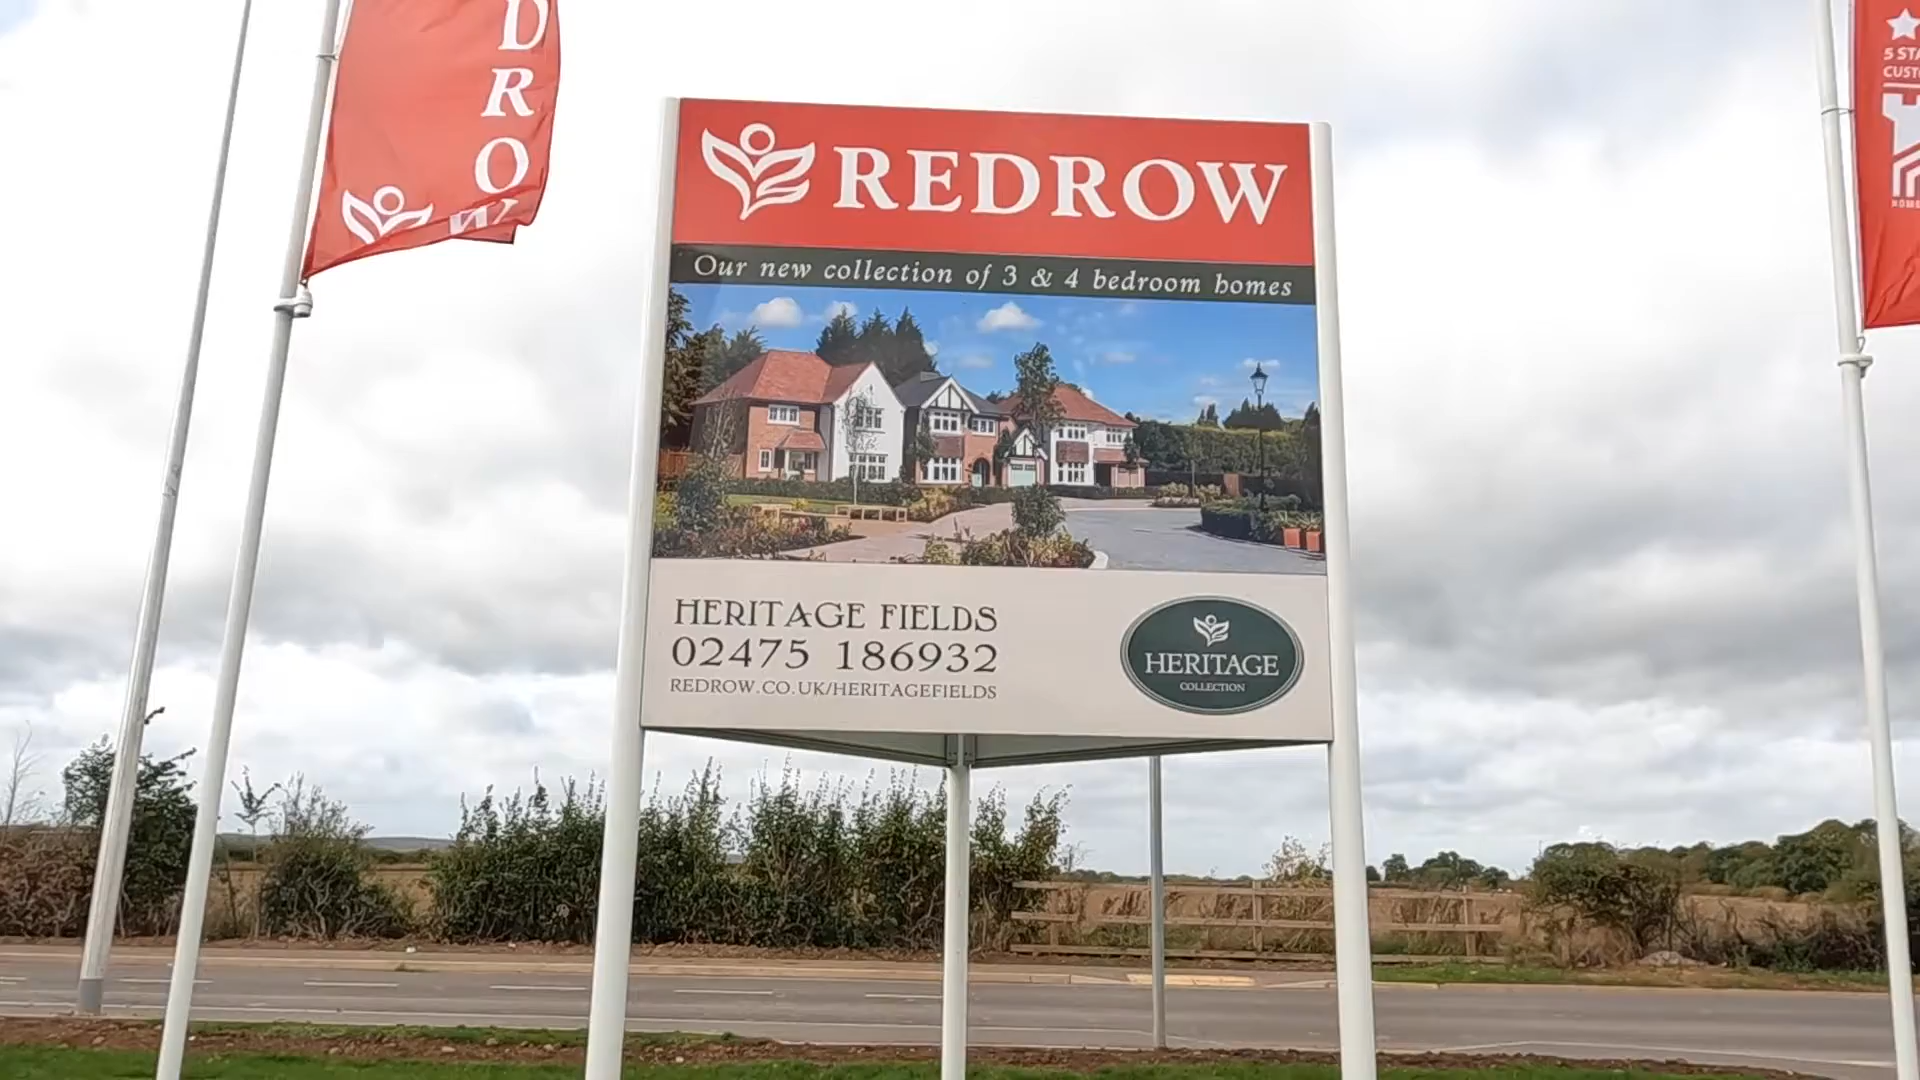 D
R
O
W
REDROW
Our new collection of 3 & 4 bedroom homes
HERITAGE FIELDS
02475 186932
REDROW.CO.UK/HERITAGEFIELDS
HERITAGE
COLLECTION
5